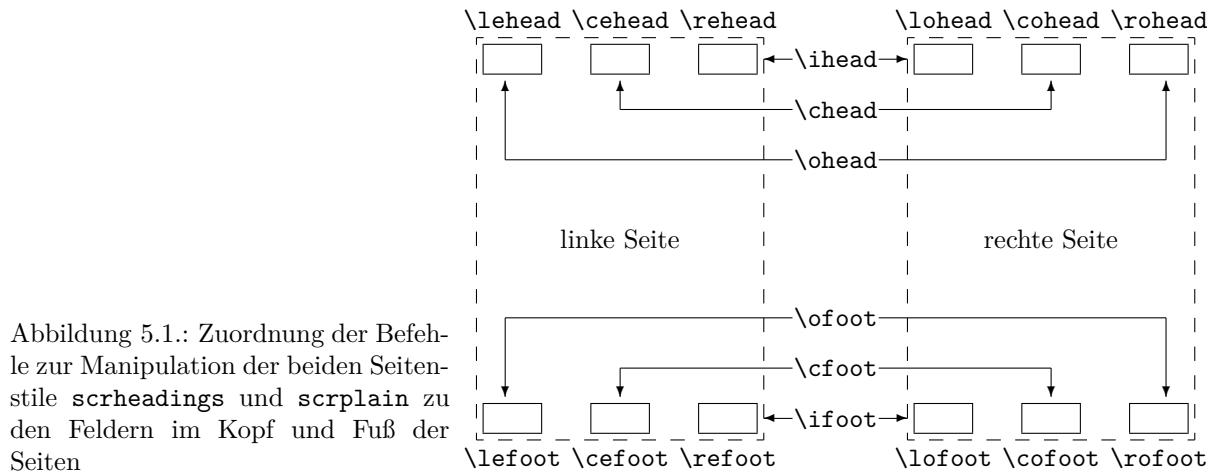 \lehead \cehead \rehead \lohead \cohead \rohead
\ihead
\chead
\ohead
linke Seite rechte Seite
\ofoot
\cfoot
\ifoot
\lefoot \cefoot \refoot \lofoot \cofoot \rofoot
Abbildung 5.1.: Zuordnung der Befeh-
le zur Manipulation der beiden Seiten-
stile scrheadings und scrplain zu
den Feldern im Kopf und Fuß der
Seiten